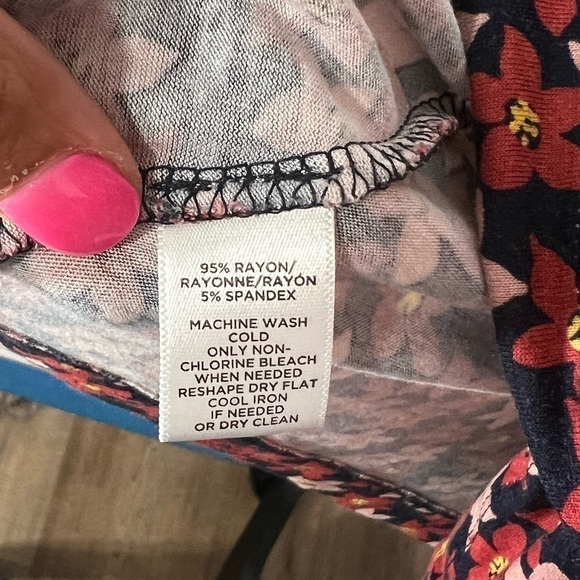 95% RAYON/
RAYONNE/RAYÓN
5% SPANDEX
MACHINE WASH
COLD
ONLY NON-
CHLORINE BLEACH
WHEN NEEDED
RESHAPE DRY FLAT
COOL IRON
IF NEEDED
OR DRY CLEAN